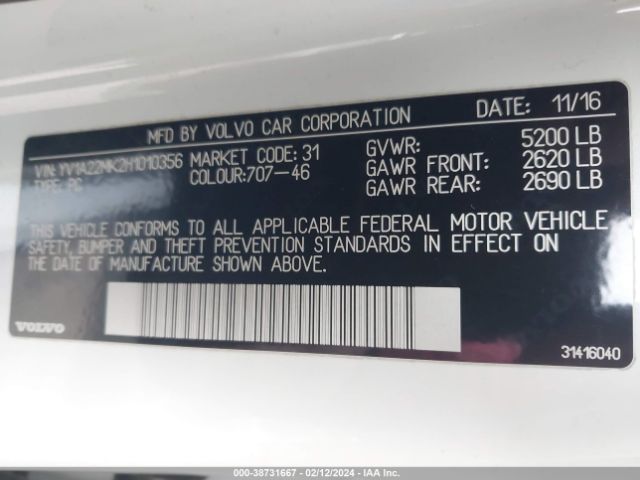 MFD BY VOLVO CAR CORPORATION DATE: 11/16
VIN: YV1A22MK2H1010356 MARKET CODE: 31 GVWR: 5200 LB
TYPE: PC COLOUR:707-46 GAWR FRONT: 2620 LB
GAWR REAR: 2690 LB
THIS VEHICLE CONFORMS TO ALL APPLICABLE FEDERAL MOTOR VEHICLE
SAFETY, BUMPER AND THEFT PREVENTION STANDARDS IN EFFECT ON
THE DATE OF MANUFACTURE SHOWN ABOVE.
VOLVO
31416040
000-38731667 - 02/12/2024 - IAA Inc.